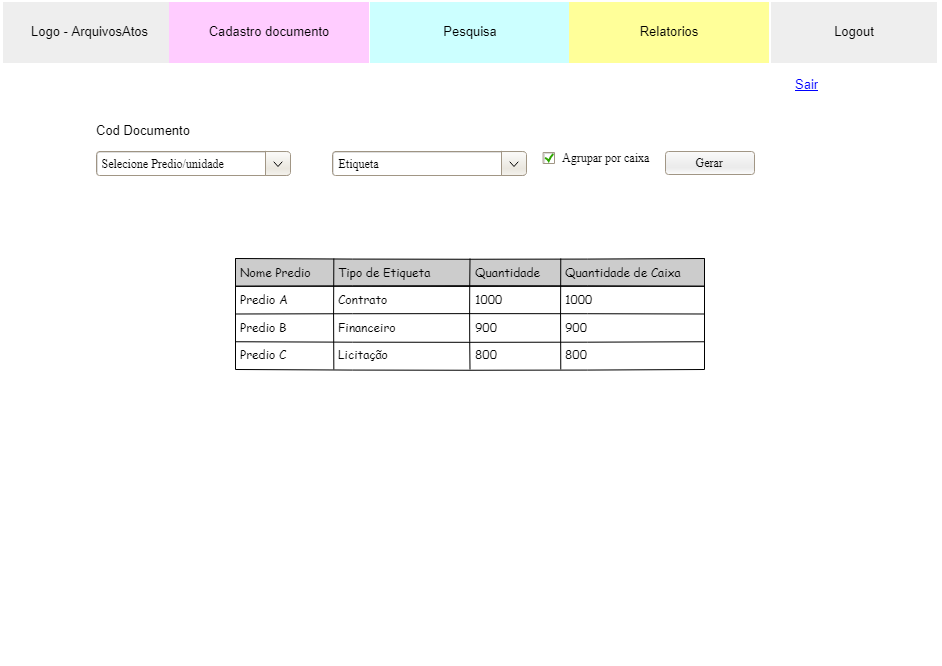 Logo - ArquivosAtos Cadastro documento Pesquisa Relatorios Logout
Sair
Cod Documento
Selecione Predio/unidade Etiqueta Agrupar por caixa Gerar
Nome Predio Tipo de Etiqueta Quantidade Quantidade de Caixa
Predio A Contrato 1000 1000
Predio B Financeiro 900 900
Predio C Licitação 800 800